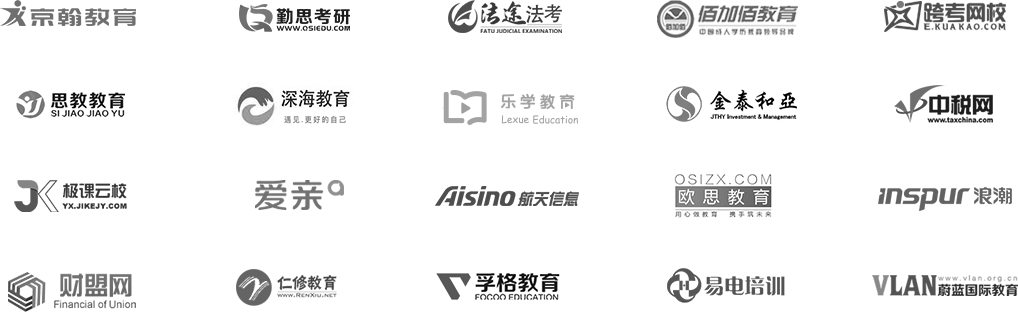 京翰教育
勤思考研
WWW.QSIEDU.COM
法途法考
FATU JUDICIAL EXAMINATION
佰加佰
佰加佰教育
中国成人学历教育领导品牌
跨考网校
E.KUAKAO.COM
思教教育
SI JIAO JIAO YU
深海教育
遇见.更好的自己
乐学教育
Lexue Education
金泰和亚
JTHY Investment & Management
中税网
www.taxchina.com
极课云校
YX.JIKEJY.COM
爱亲
Aisino 航天信息
OSIZX.COM
欧思教育
用心做教育 携手筑未来
inspur 浪潮
财盟网
Financial of Union
仁修教育
www.RenXiu.net
孚格教育
FOCOO EDUCATION
易电培训
VLAN
www.vlan.org.cn
蔚蓝国际教育